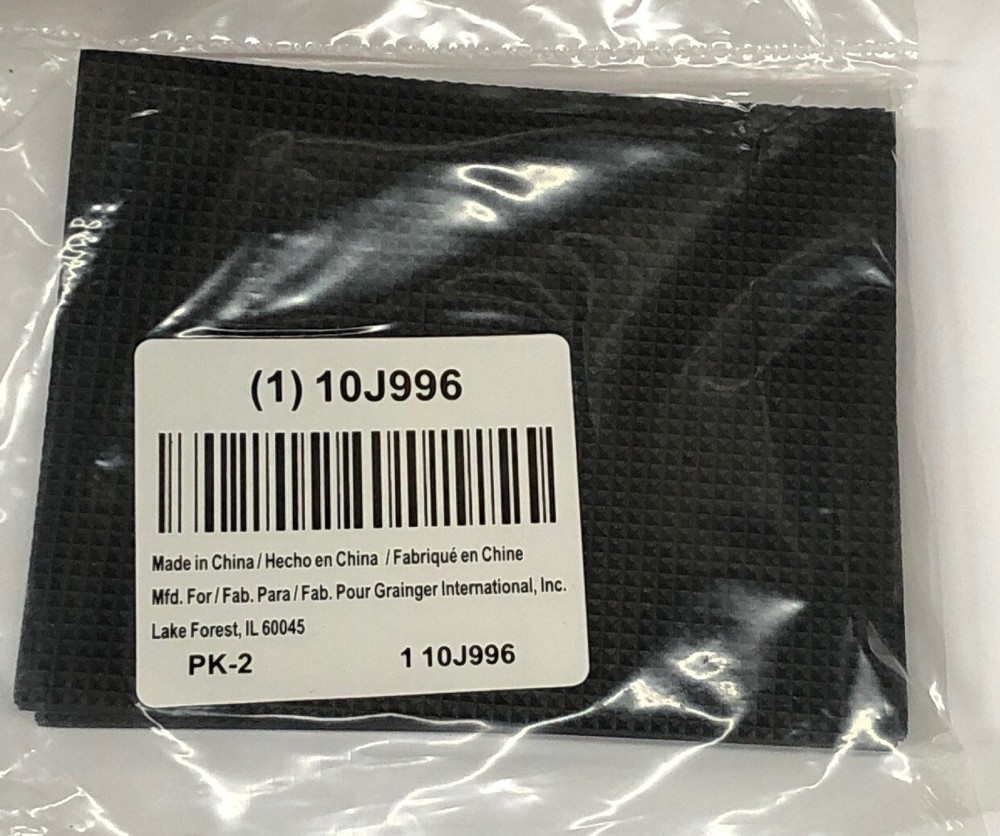 (1) 10J996
Made in China / Hecho en China / Fabriqué en Chine
Mfd. For / Fab. Para / Fab. Pour Grainger International, Inc.
Lake Forest, IL 60045
PK-2 1 10J996